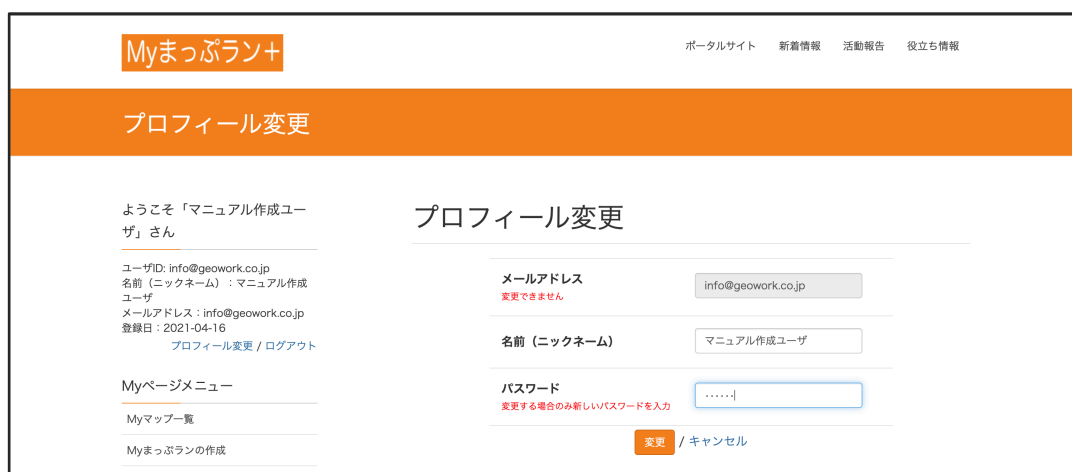 Myまっぷラン＋
ポータルサイト 新着情報 活動報告 役立ち情報
プロフィール変更
ようこそ「マニュアル作成ユー
ザ」さん
ユーザID: info@geowork.co.jp
名前（ニックネーム）：マニュアル作成
ユーザ
メールアドレス：info@geowork.co.jp
登録日：2021-04-16
プロフィール変更 / ログアウト
Myページメニュー
Myマップ一覧
Myまっぷランの作成
プロフィール変更
メールアドレス
変更できません
info@geowork.co.jp
名前（ニックネーム）
マニュアル作成ユーザ
パスワード
変更する場合のみ新しいパスワードを入力
······
変更 / キャンセル